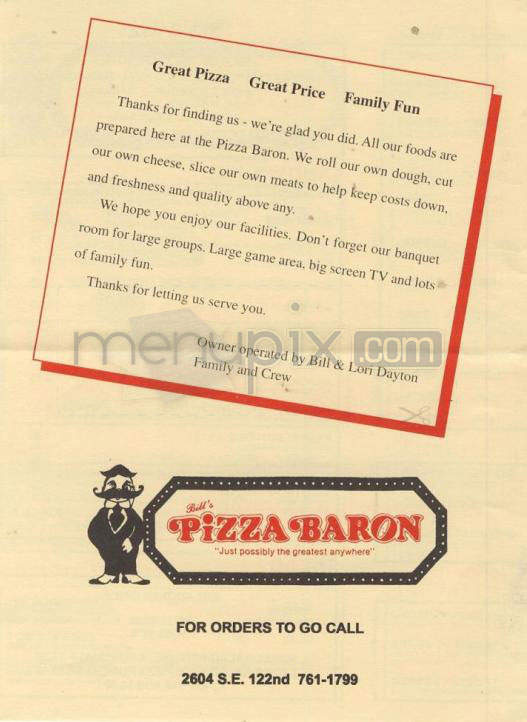 Great Pizza Great Price Family Fun
Thanks for finding us - we're glad you did. All our foods are
prepared here at the Pizza Baron. We roll our own dough, cut
our own cheese, slice our own meats to help keep costs down,
and freshness and quality above any.
We hope you enjoy our facilities. Don't forget our banquet
room for large groups. Large game area, big screen TV and lots
of family fun.
Thanks for letting us serve you.
menupix.com
Owner operated by Bill & Lori Dayton
Family and Crew
Bill's
PiZZA BARON
"Just possibly the greatest anywhere"
FOR ORDERS TO GO CALL
2604 S.E. 122nd 761-1799